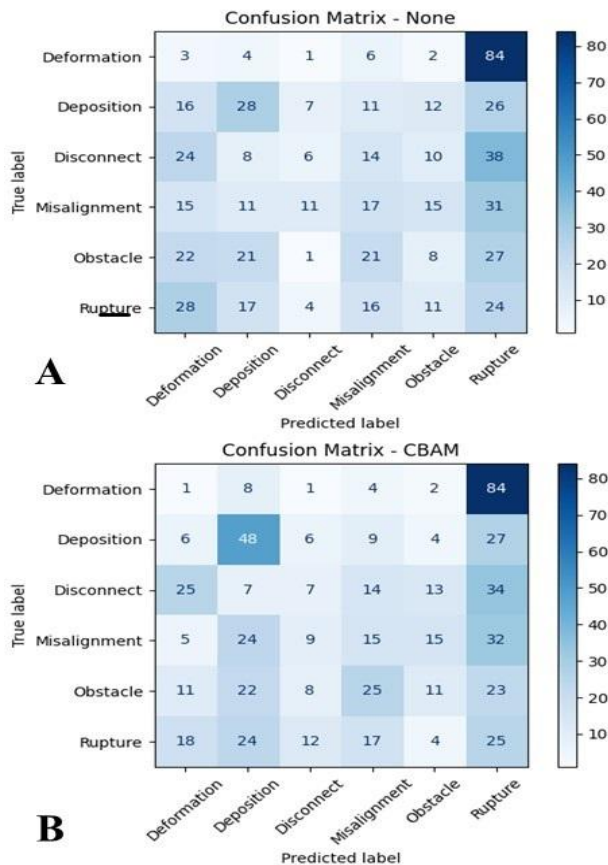 Confusion Matrix - None
True label
Deformation 3 4 1 6 2 84
Deposition 16 28 7 11 12 26
Disconnect 24 8 6 14 10 38
Misalignment 15 11 11 17 15 31
Obstacle 22 21 1 21 8 27
Rupture 28 17 4 16 11 24
80
70
60
50
40
30
20
10
Deformation Deposition Disconnect Misalignment Obstacle Rupture
Predicted label
A
Confusion Matrix - CBAM
True label
Deformation 1 8 1 4 2 84
Deposition 6 48 6 9 4 27
Disconnect 25 7 7 14 13 34
Misalignment 5 24 9 15 15 32
Obstacle 11 22 8 25 11 23
Rupture 18 24 12 17 4 25
80
70
60
50
40
30
20
10
Deformation Deposition Disconnect Misalignment Obstacle Rupture
Predicted label
B